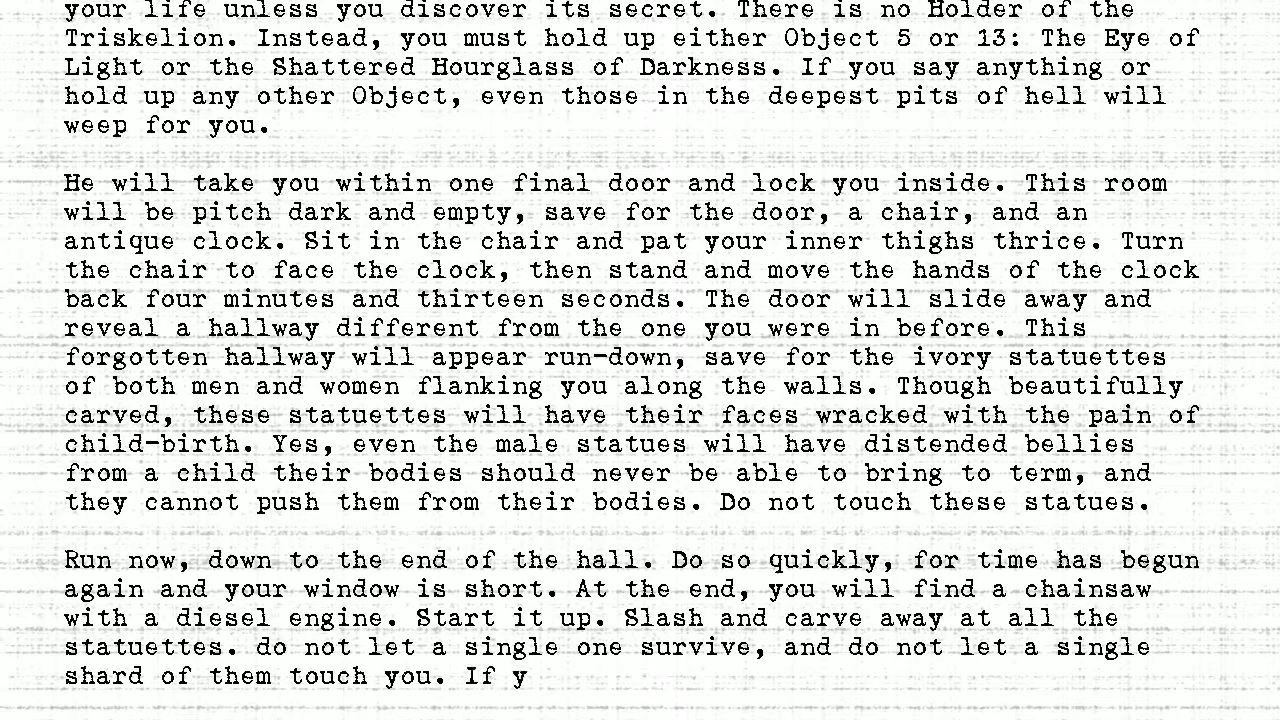 your life unless you discover its secret. There is no Holder of the
Triskelion. Instead, you must hold up either Object 5 or 13: The Eye of
Light or the Shattered Hourglass of Darkness. If you say anything or
hold up any other Object, even those in the deepest pits of hell will
weep for you.

He will take you within one final door and lock you inside. This room
will be pitch dark and empty, save for the door, a chair, and an
antique clock. Sit in the chair and pat your inner thighs thrice. Turn
the chair to face the clock, then stand and move the hands of the clock
back four minutes and thirteen seconds. The door will slide away and
reveal a hallway different from the one you were in before. This
forgotten hallway will appear run-down, save for the ivory statuettes
of both men and women flanking you along the walls. Though beautifully
carved, these statuettes will have their faces wracked with the pain of
child-birth. Yes, even the male statues will have distended bellies
from a child their bodies should never be able to bring to term, and
they cannot push them from their bodies. Do not touch these statues.

Run now, down to the end of the hall. Do so quickly, for time has begun
again and your window is short. At the end, you will find a chainsaw
with a diesel engine. Start it up. Slash and carve away at all the
statuettes. do not let a single one survive, and do not let a single
shard of them touch you. If y